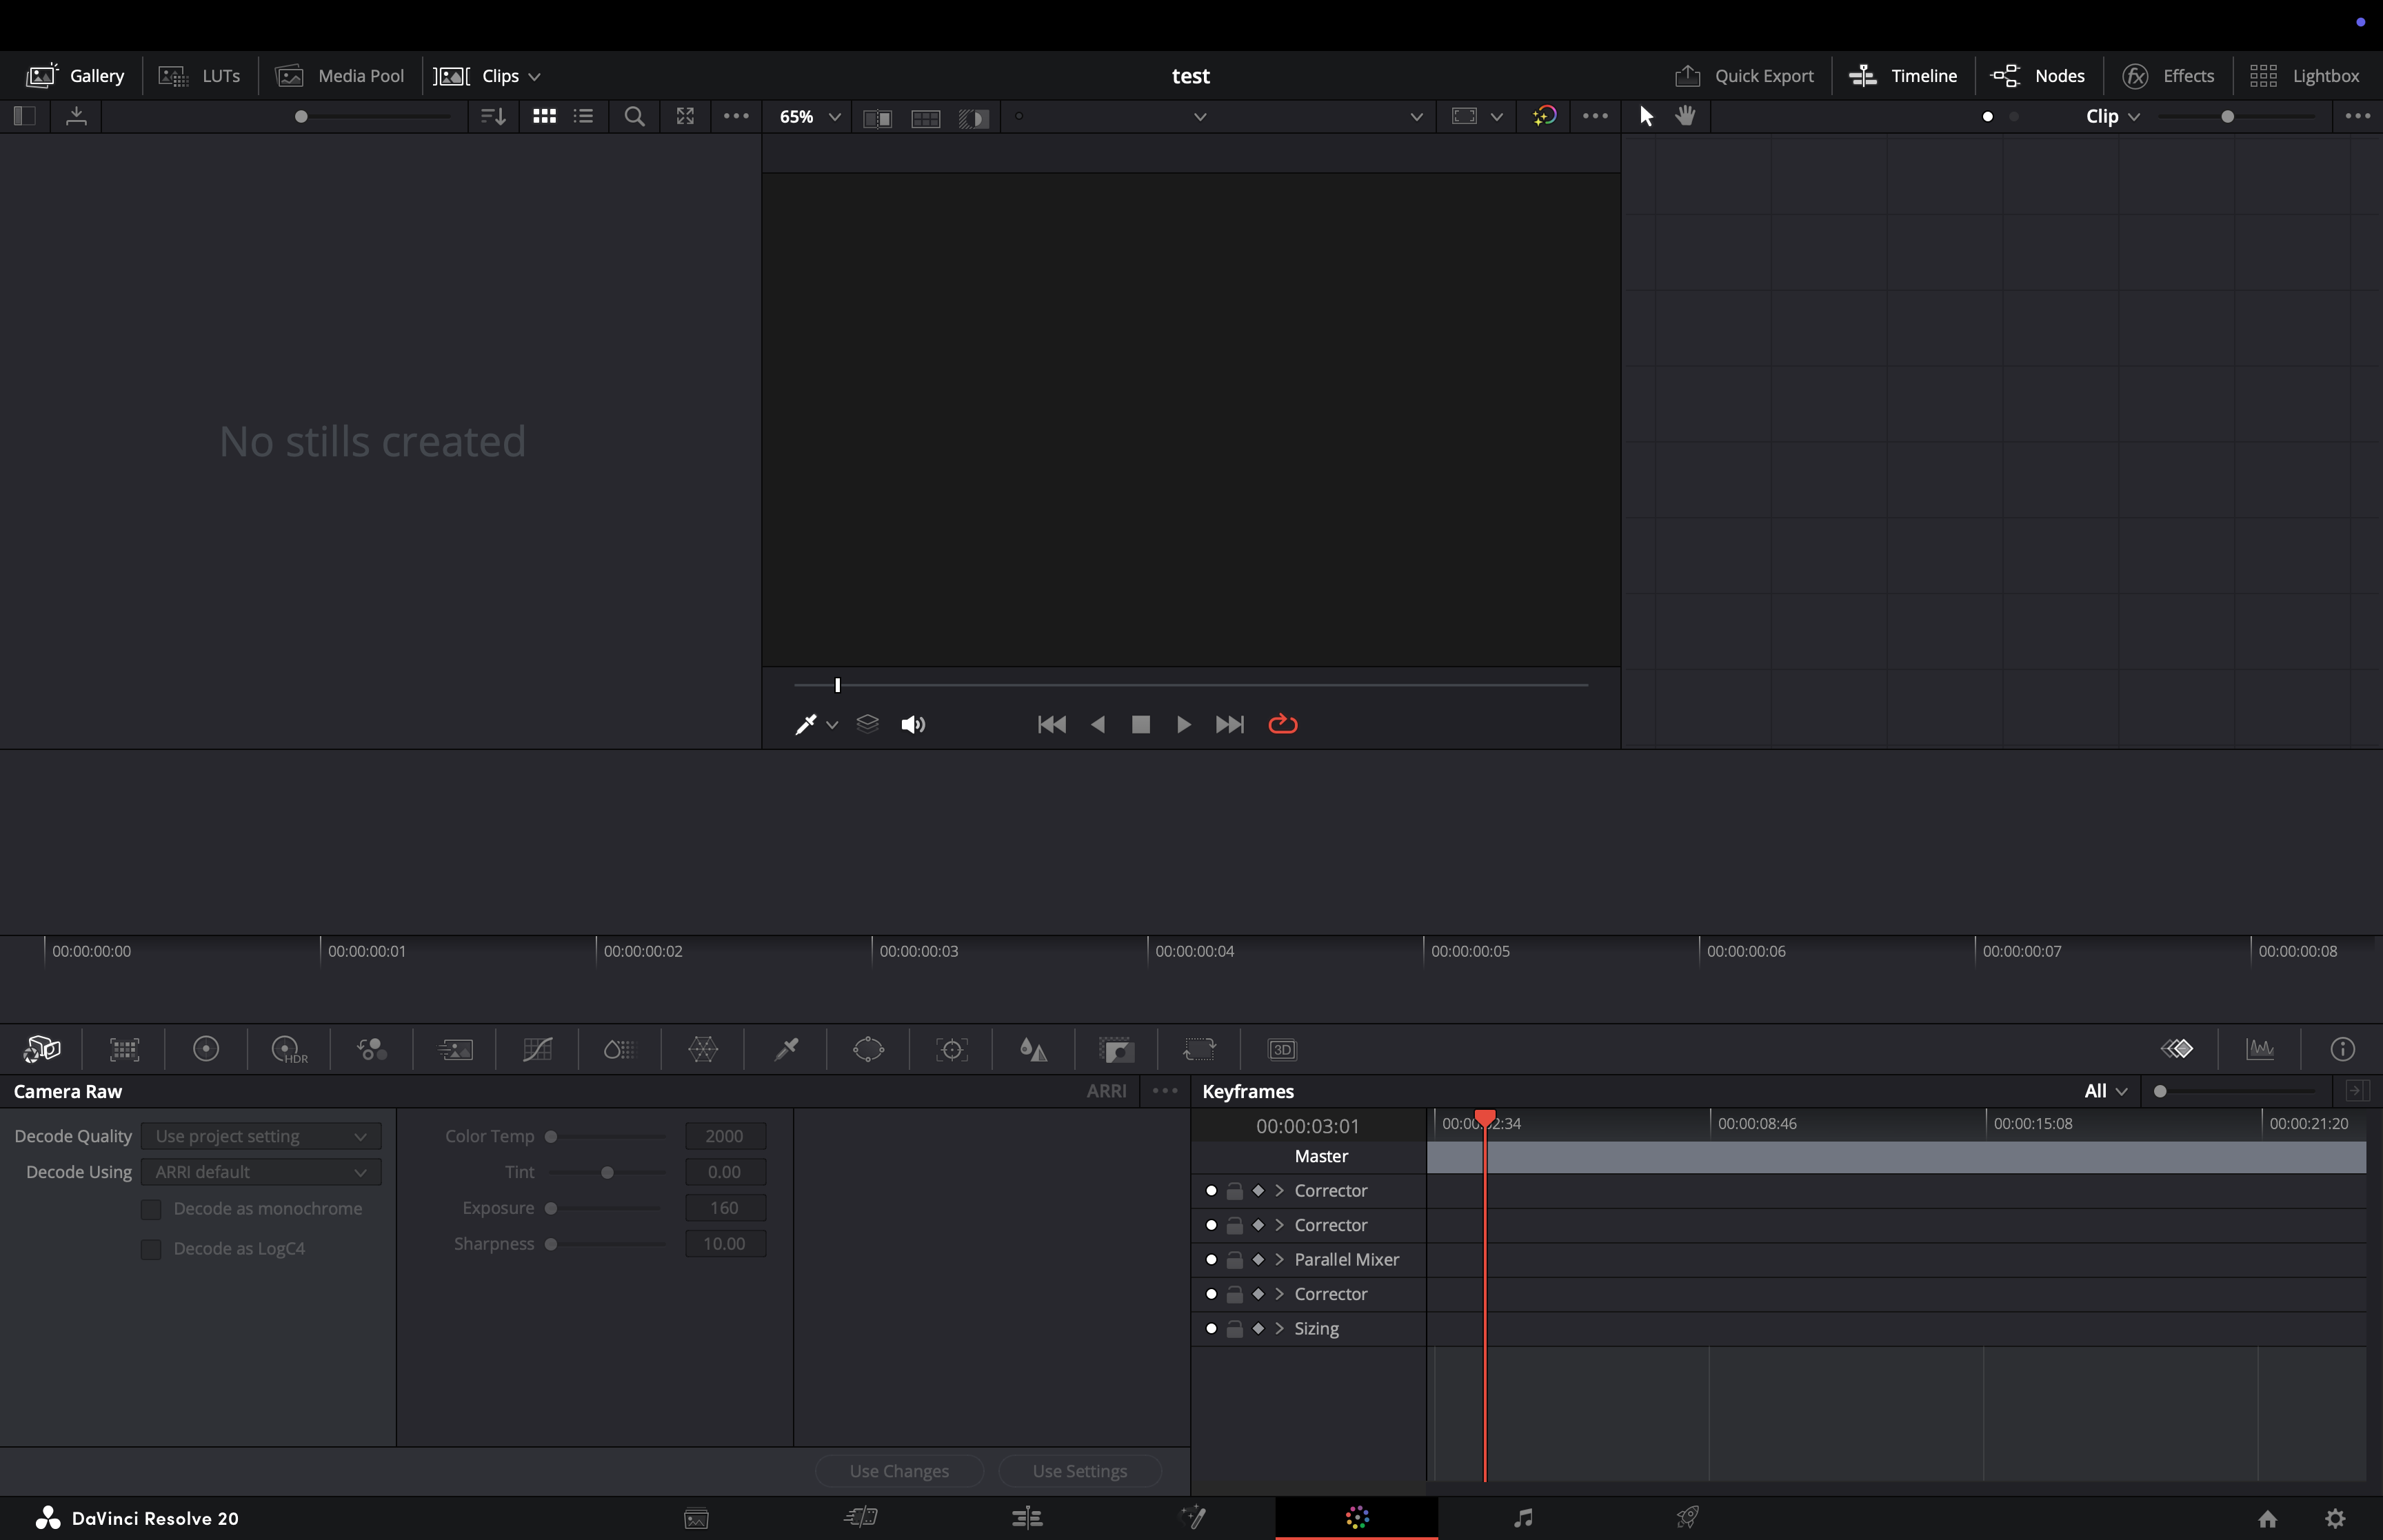 Gallery LUTs Media Pool Clips test Quick Export Timeline Nodes Effects Lightbox
65% Clip
No stills created
00:00:00:00 00:00:00:01 00:00:00:02 00:00:00:03 00:00:00:04 00:00:00:05 00:00:00:06 00:00:00:07 00:00:00:08
HDR 3D
Camera Raw ARRI
Decode Quality Use project setting
Decode Using ARRI default
Decode as monochrome
Decode as LogC4
Color Temp 2000
Tint 0.00
Exposure 160
Sharpness 10.00
Use Changes Use Settings
Keyframes All
00:00:03:01 00:00:02:34 00:00:08:46 00:00:15:08 00:00:21:20
Master
Corrector
Corrector
Parallel Mixer
Corrector
Sizing
DaVinci Resolve 20